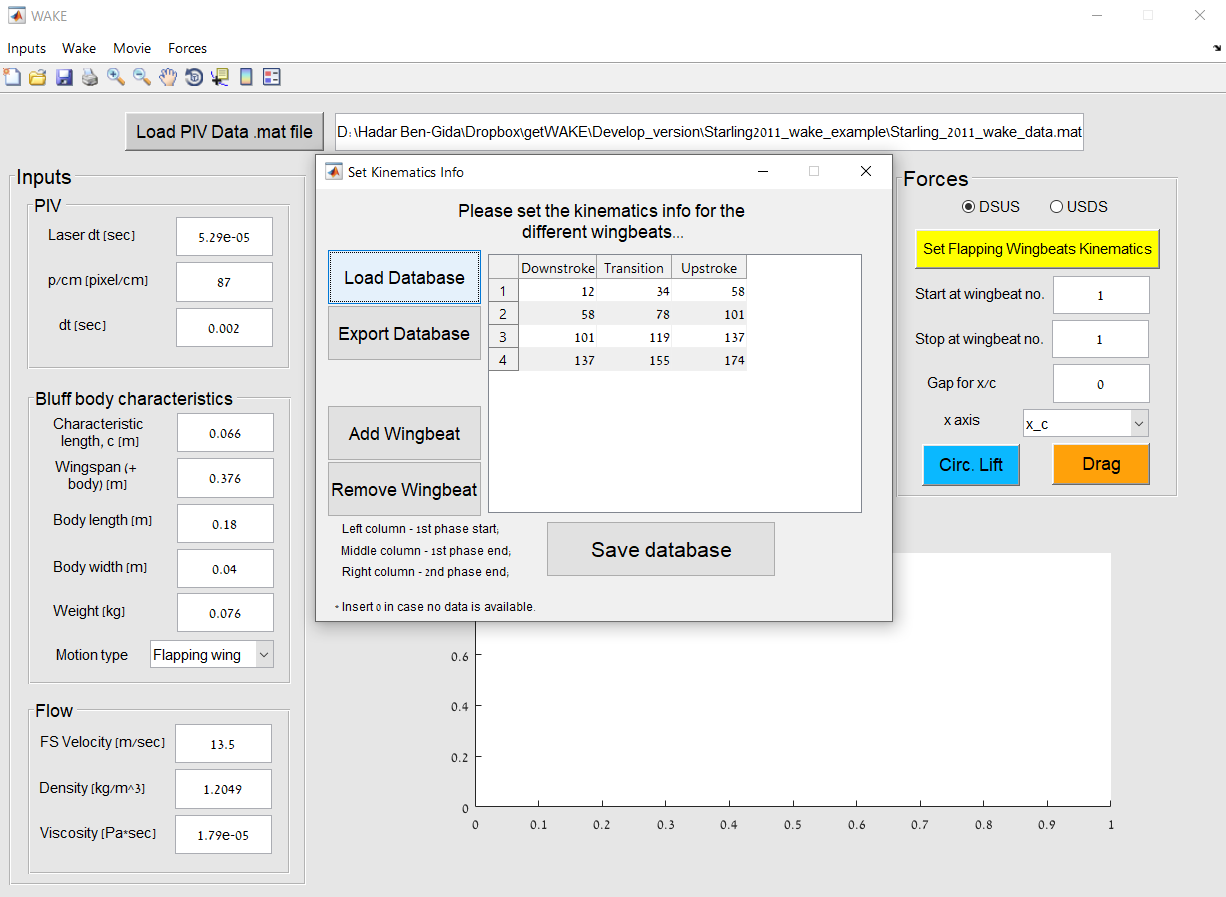 WAKE
Inputs Wake Movie Forces
Load PIV Data .mat file
D:\Hadar Ben-Gida\Dropbox\getWAKE\Develop_version\Starling2011_wake_example\Starling_2011_wake_data.mat
Inputs
PIV
Laser dt [sec] 5.29e-05
p/cm [pixel/cm] 87
dt [sec] 0.002
Bluff body characteristics
Characteristic
length, c [m] 0.066
Wingspan (+
body) [m] 0.376
Body length [m] 0.18
Body width [m] 0.04
Weight [kg] 0.076
Motion type Flapping wing
Flow
FS Velocity [m/sec] 13.5
Density [kg/m^3] 1.2049
Viscosity [Pa*sec] 1.79e-05
Set Kinematics Info
Please set the kinematics info for the
different wingbeats...
Load Database
Export Database
Add Wingbeat
Remove Wingbeat
Downstroke Transition Upstroke
1 12 34 58
2 58 78 101
3 101 119 137
4 137 155 174
Left column - 1st phase start;
Middle column - 1st phase end;
Right column - 2nd phase end;
* Insert 0 in case no data is available.
Save database
Forces
DSUS USDS
Set Flapping Wingbeats Kinematics
Start at wingbeat no. 1
Stop at wingbeat no. 1
Gap for x/c 0
x axis x_c
Circ. Lift Drag
0.6
0.4
0.2
0
0 0.1 0.2 0.3 0.4 0.5 0.6 0.7 0.8 0.9 1